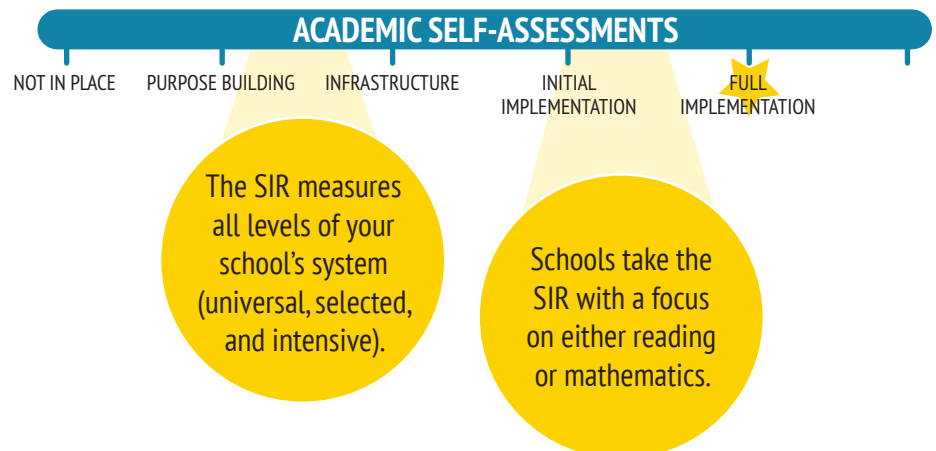 ACADEMIC SELF-ASSESSMENTS
NOT IN PLACE
PURPOSE BUILDING
INFRASTRUCTURE
INITIAL
IMPLEMENTATION
FULL
IMPLEMENTATION
The SIR measures
all levels of your
school’s system
(universal, selected,
and intensive).
Schools take the
SIR with a focus
on either reading
or mathematics.